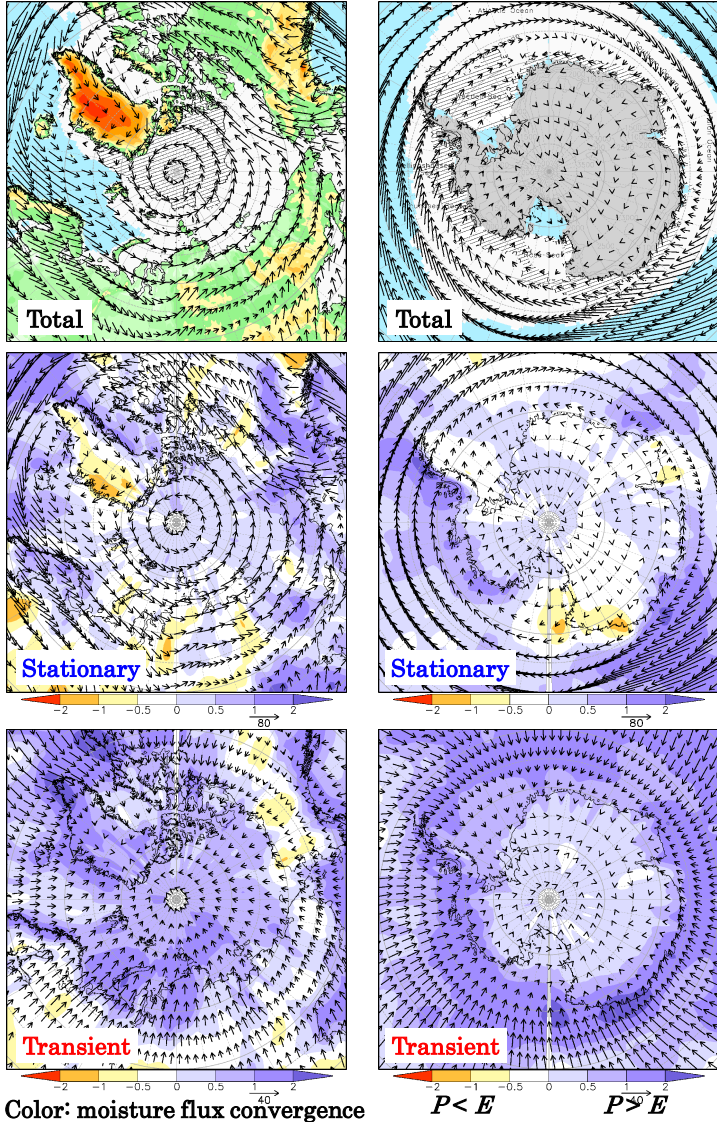 Atlantic Ocean
Total
Total
Stationary
Stationary
-2 -1 -0.5 0 0.5 1 2
80
-2 -1 -0.5 0 0.5 1 2
80
Transient
Transient
-2 -1 -0.5 0 0.5 1 2
40
-2 -1 -0.5 0 0.5 1 2
40
Color: moisture flux convergence
P < E
P > E